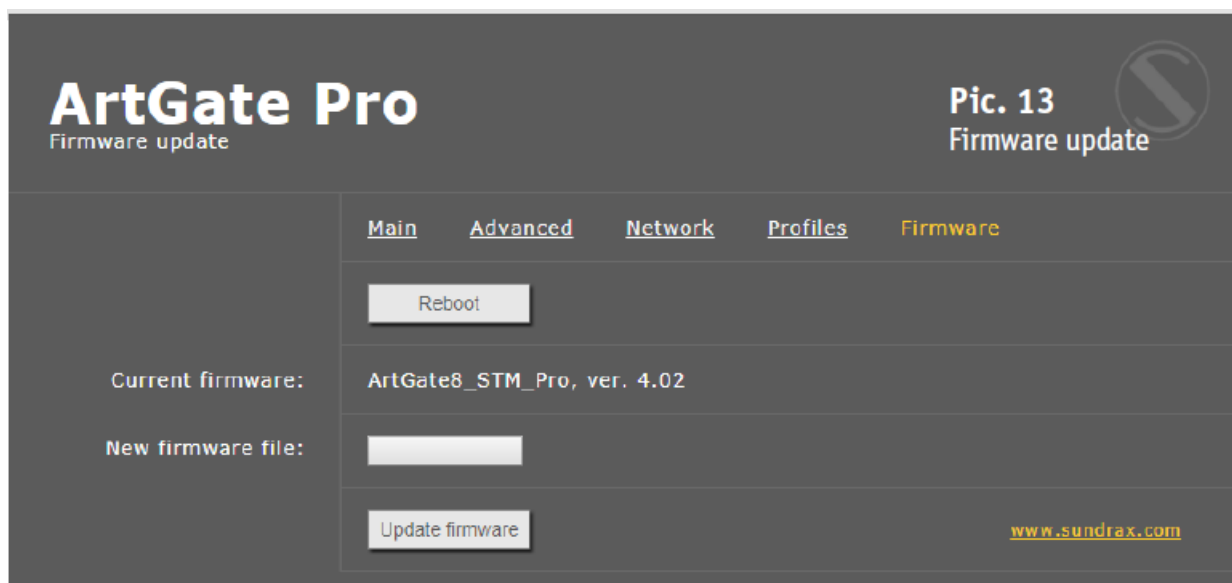 ArtGate Pro
Firmware update
Pic. 13
Firmware update
Main Advanced Network Profiles Firmware
Reboot
Current firmware: ArtGate8_STM_Pro, ver. 4.02
New firmware file:
Update firmware
www.sundrax.com